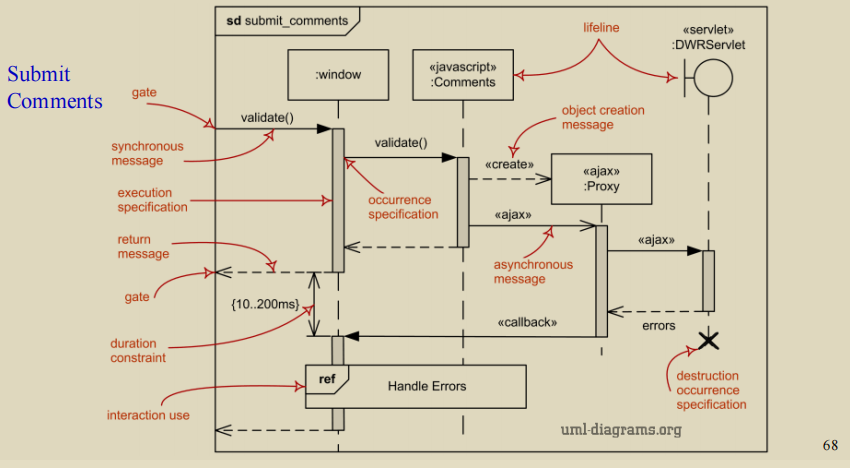 sd submit_comments
«servlet»
:DWRServlet
lifeline
Submit
Comments
:window
«javascript»
:Comments
gate
validate()
object creation
message
synchronous
message
validate()
«create»
«ajax»
:Proxy
execution
specification
occurrence
specification
«ajax»
return
message
asynchronous
message
«ajax»
gate
{10..200ms}
«callback»
errors
duration
constraint
ref
Handle Errors
destruction
occurrence
specification
interaction use
uml-diagrams.org
68